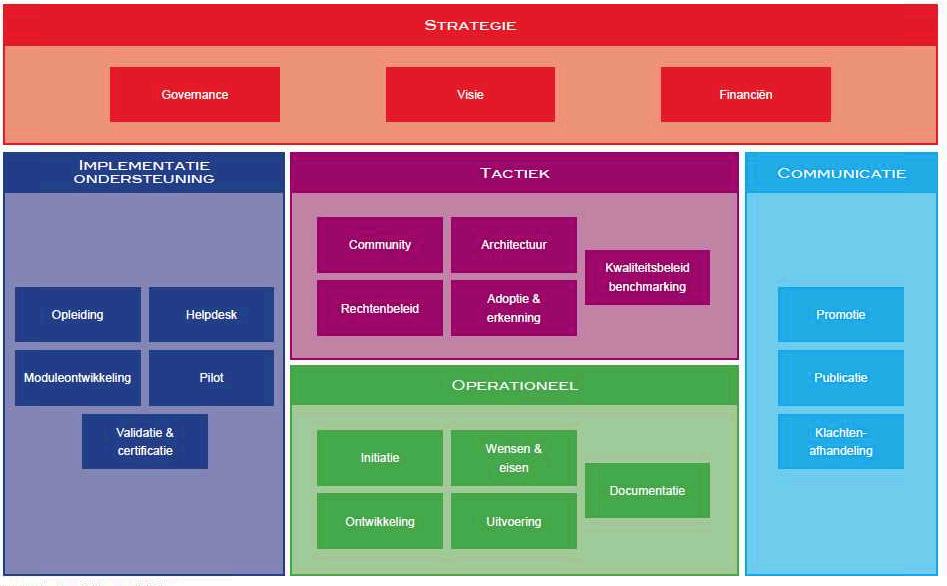 STRATEGIE
Governance
Visie
Financiën
IMPLEMENTATIE
ONDERSTEUNING
Opleiding
Helpdesk
Moduleontwikkeling
Pilot
Validatie &
certificatie
TACTIEK
Community
Architectuur
Kwaliteitsbeleid
benchmarking
Rechtenbeleid
Adoptie &
erkenning
OPERATIONEEL
Initiatie
Wensen &
eisen
Documentatie
Ontwikkeling
Uitvoering
COMMUNICATIE
Promotie
Publicatie
Klachten-
afhandeling